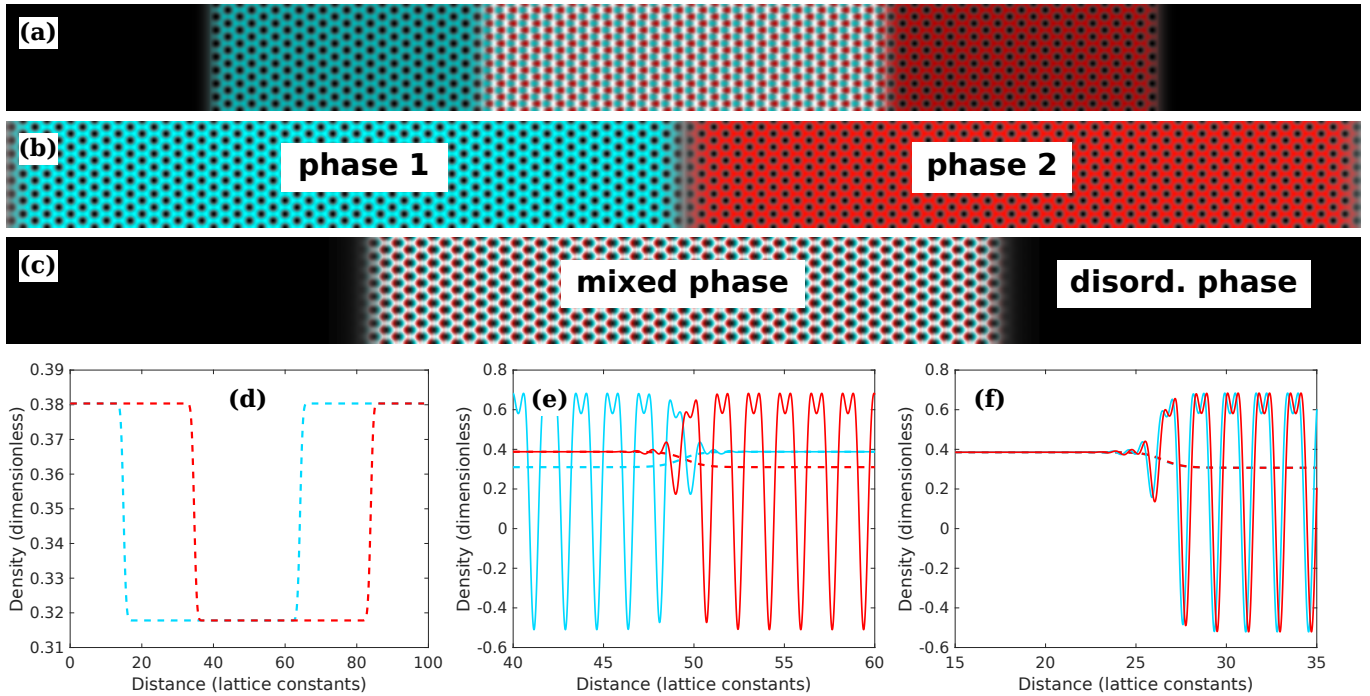 (a)
(b)
phase 1
phase 2
(c)
mixed phase
disord. phase
(d)
0.39
0.38
0.37
0.36
0.35
0.34
0.33
0.32
0.31
0 20 40 60 80 100
Density (dimensionless)
Distance (lattice constants)
(e)
0.8
0.6
0.4
0.2
0
-0.2
-0.4
-0.6
40 45 50 55 60
Density (dimensionless)
Distance (lattice constants)
(f)
0.8
0.6
0.4
0.2
0
-0.2
-0.4
-0.6
15 20 25 30 35
Density (dimensionless)
Distance (lattice constants)